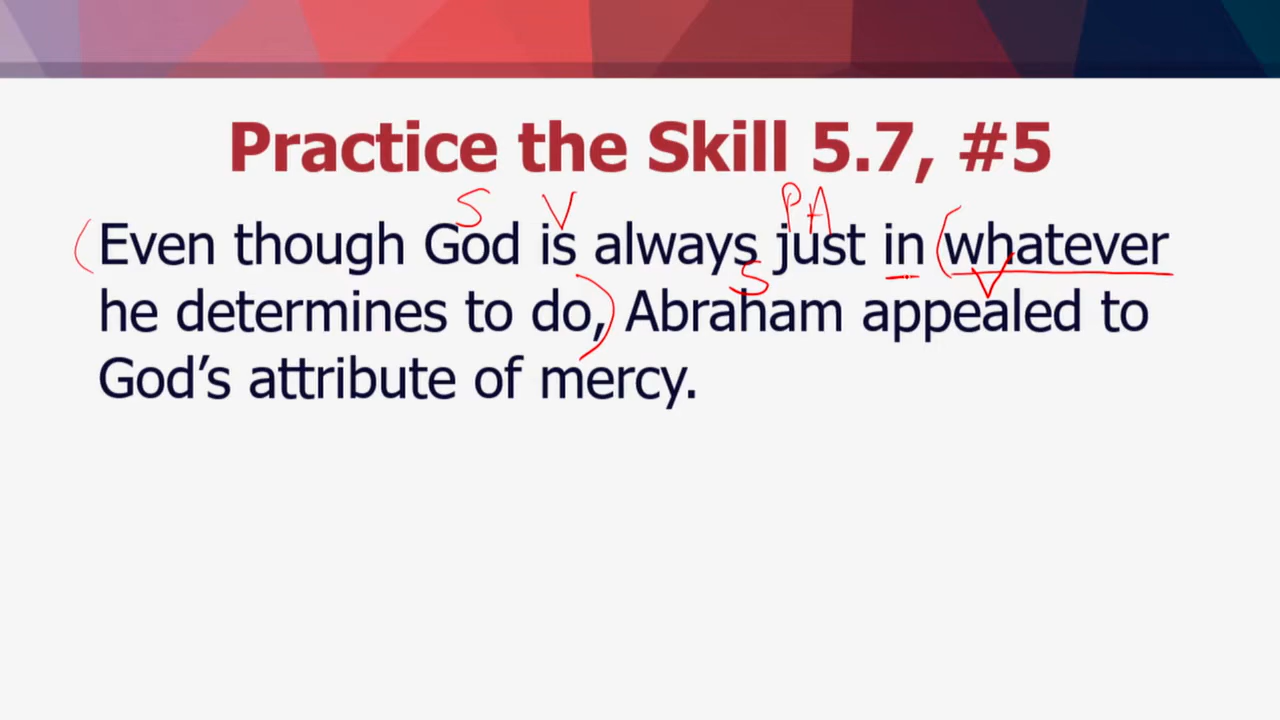 Practice the Skill 5.7, #5
S V PA
(Even though God is always just in (whatever
S V
he determines to do,) Abraham appealed to
God’s attribute of mercy.